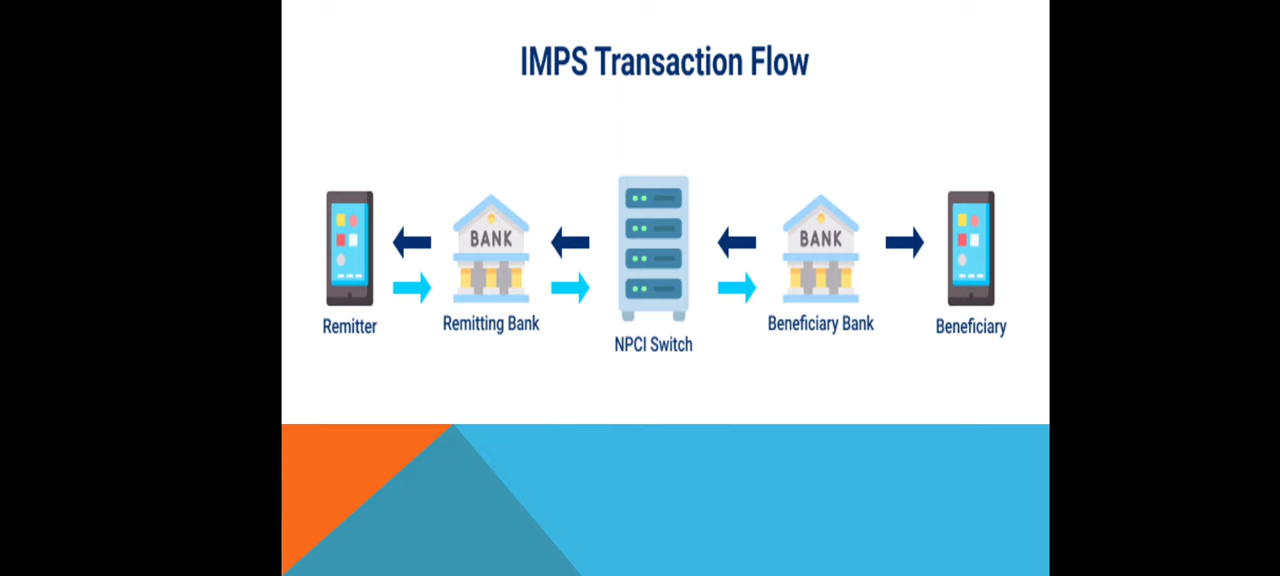 IMPS Transaction Flow
BANK
BANK
Remitter
Remitting Bank
NPCI Switch
Beneficiary Bank
Beneficiary